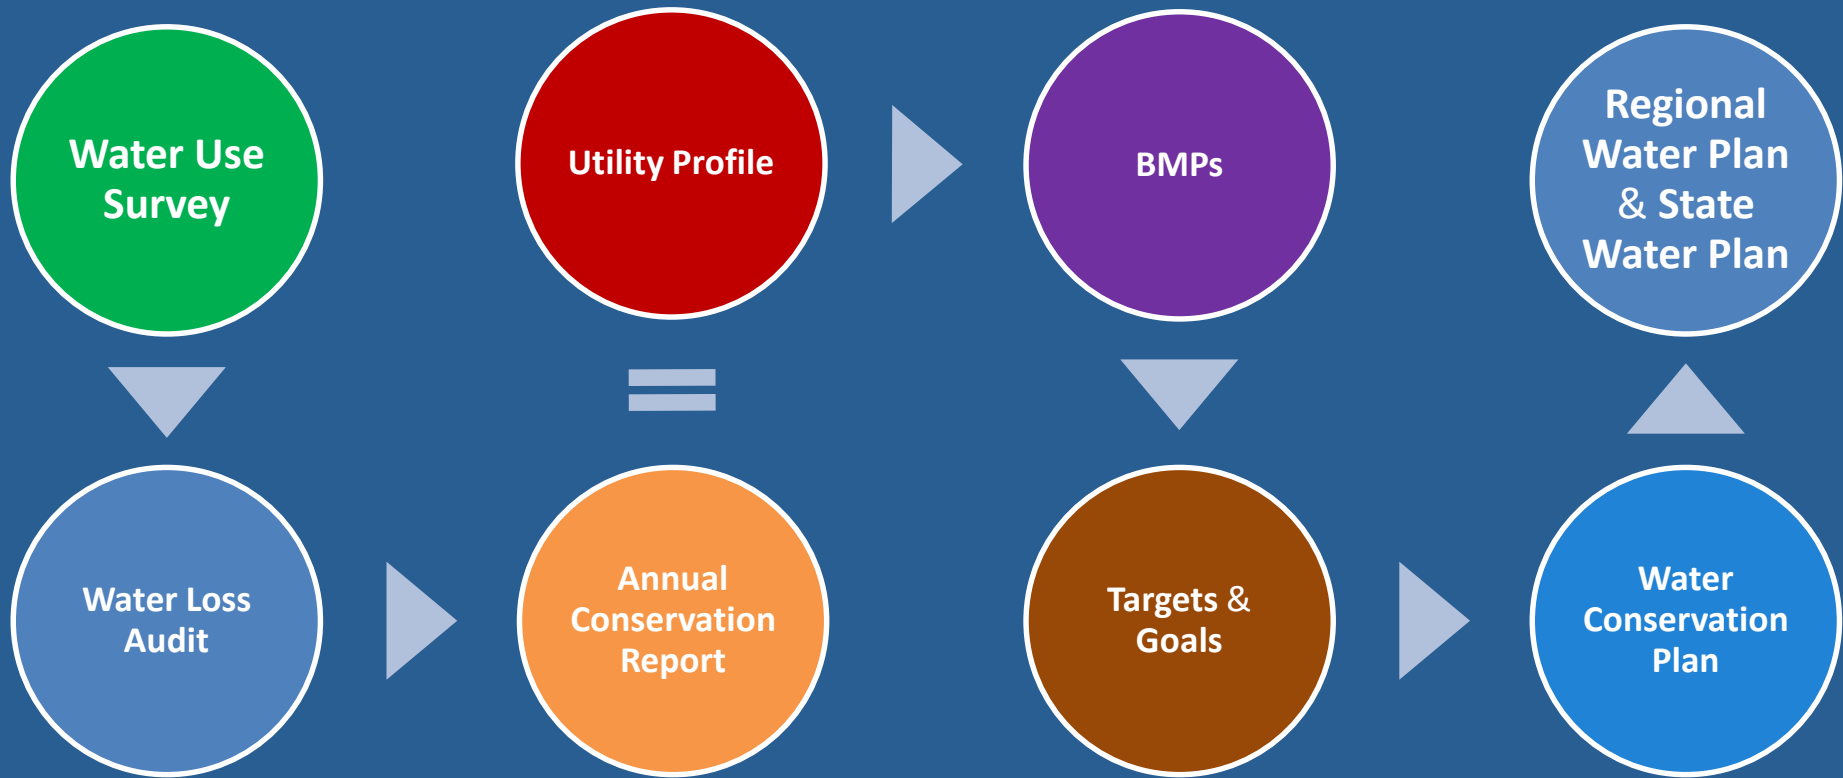 Water Use
Survey
Utility Profile
BMPs
Regional
Water Plan
& State
Water Plan
Water Loss
Audit
Annual
Conservation
Report
Targets &
Goals
Water
Conservation
Plan